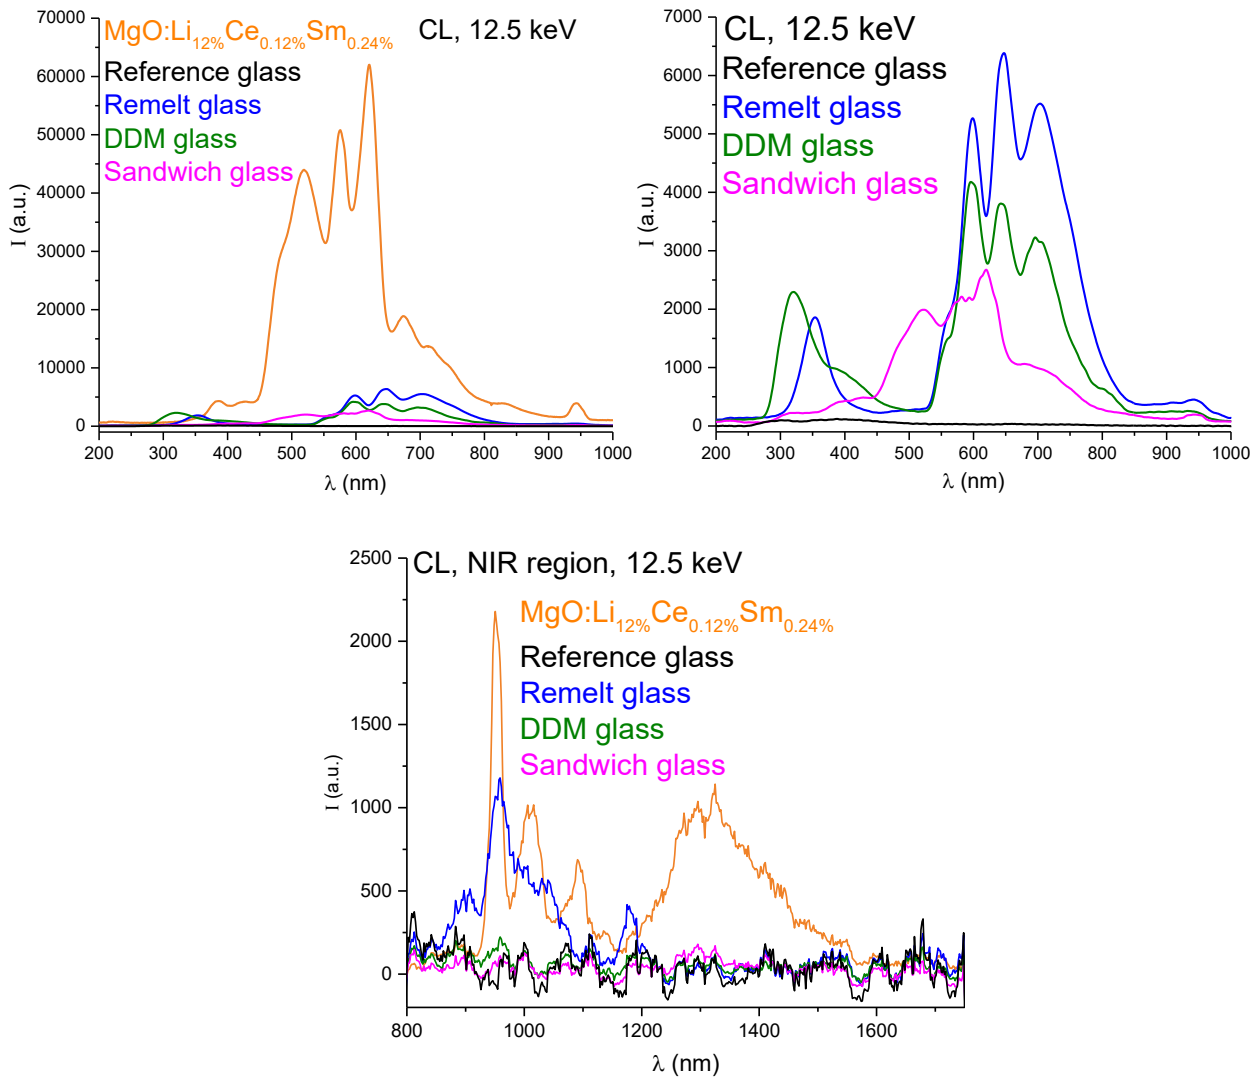 MgO:Li12%Ce0.12%Sm0.24%
CL, 12.5 keV
Reference glass
Remelt glass
DDM glass
Sandwich glass
70000
60000
50000
40000
30000
20000
10000
0
I (a.u.)
200 300 400 500 600 700 800 900 1000
λ (nm)
CL, 12.5 keV
Reference glass
Remelt glass
DDM glass
Sandwich glass
7000
6000
5000
4000
3000
2000
1000
0
I (a.u.)
200 300 400 500 600 700 800 900 1000
λ (nm)
CL, NIR region, 12.5 keV
MgO:Li12%Ce0.12%Sm0.24%
Reference glass
Remelt glass
DDM glass
Sandwich glass
2500
2000
1500
1000
500
0
I (a.u.)
800 1000 1200 1400 1600
λ (nm)